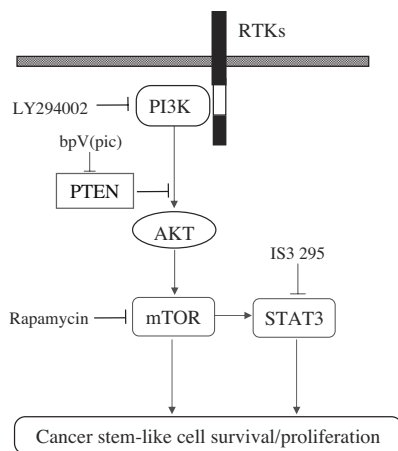 RTKs
LY294002
PI3K
bpV(pic)
PTEN
AKT
IS3 295
Rapamycin
mTOR
STAT3
Cancer stem-like cell survival/proliferation